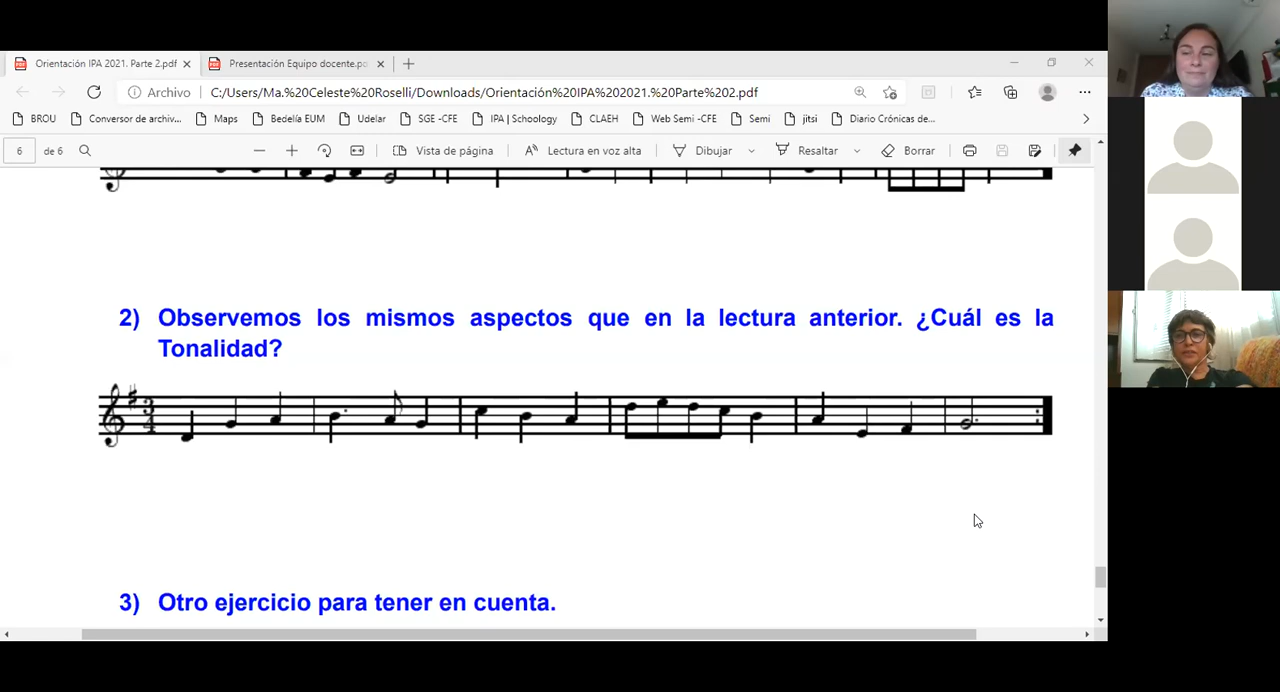 Orientación IPA 2021. Parte 2.pdf
Presentación Equipo docente.pd
Archivo
C:/Users/Ma.%20Celeste%20Roselli/Downloads/Orientación%20IPA%202021.%20Parte%202.pdf
BROU
Conversor de archiv...
Maps
Bedelía EUM
Udelar
SGE -CFE
IPA | Schoology
CLAEH
Web Semi -CFE
Semi
jitsi
Diario Crónicas de...
6 de 6
Vista de página
Lectura en voz alta
Dibujar
Resaltar
Borrar
2) Observemos los mismos aspectos que en la lectura anterior. ¿Cuál es la
Tonalidad?
3
4
3) Otro ejercicio para tener en cuenta.